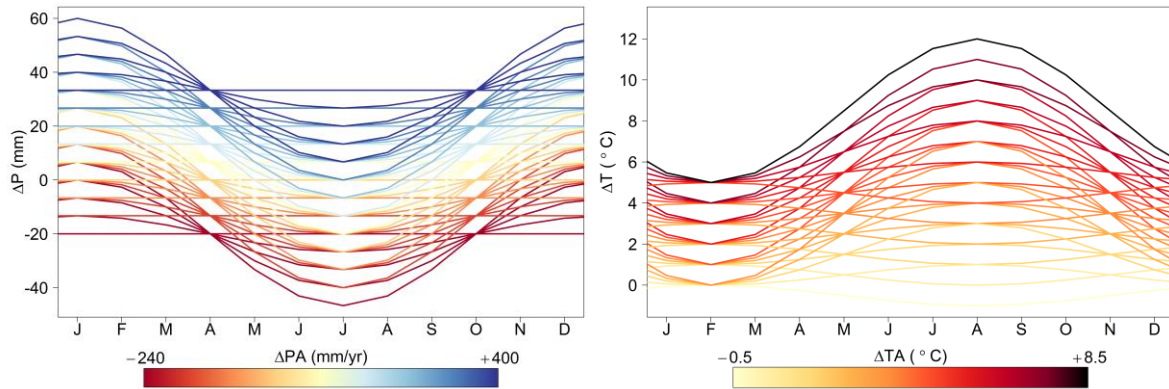 60
40
20
0
−20
−40
ΔP (mm)
J F M A M J J A S O N D
−240 ΔPA (mm/yr) +400
12
10
8
6
4
2
0
ΔT ( ° C)
J F M A M J J A S O N D
−0.5 ΔTA ( ° C) +8.5